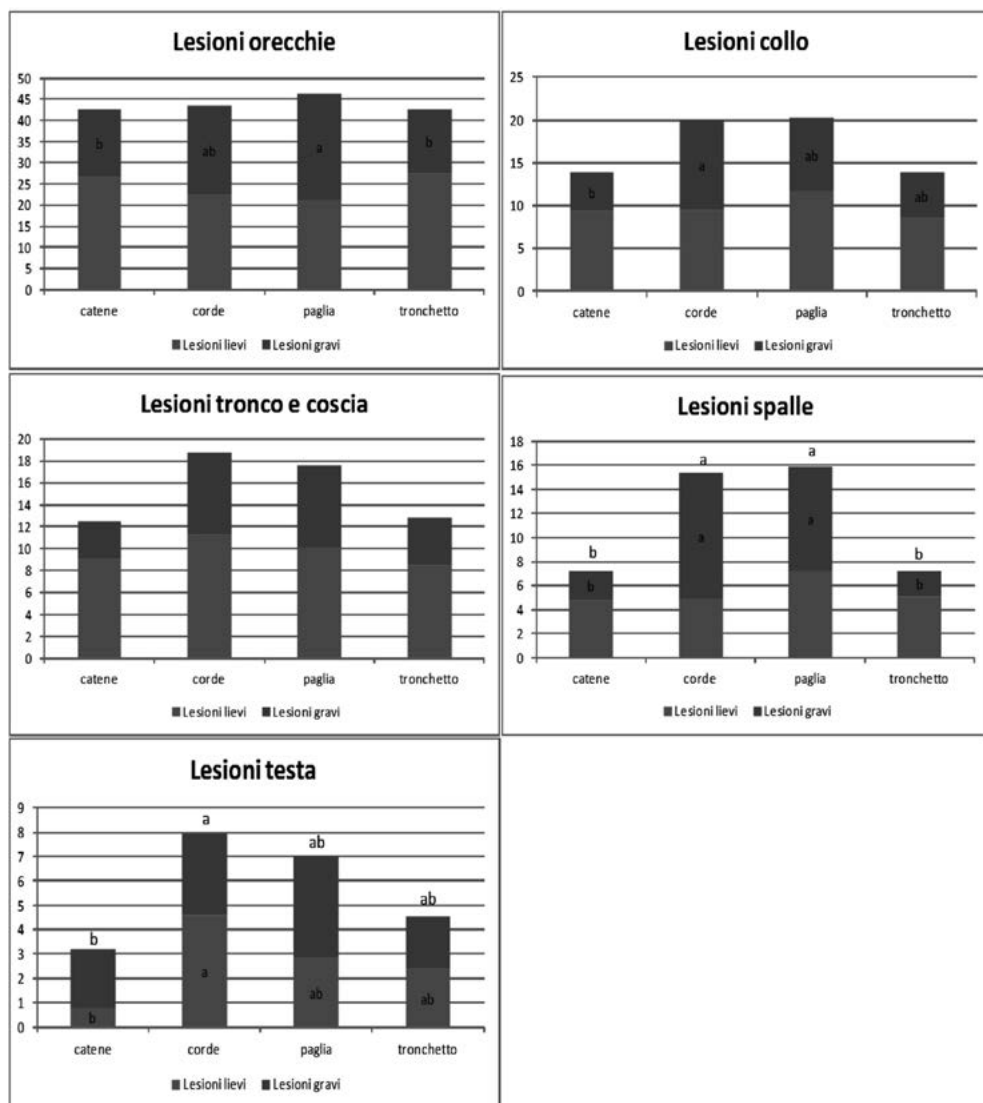 Lesioni orecchie
50
45
40
35
30
25
20
15
10
5
0
b
ab
a
b
catene corde paglia tronchetto
Lesioni lievi Lesioni gravi
Lesioni collo
25
20
15
10
5
0
b
a
ab
ab
catene corde paglia tronchetto
Lesioni lievi Lesioni gravi
Lesioni tronco e coscia
20
18
16
14
12
10
8
6
4
2
0
catene corde paglia tronchetto
Lesioni lievi Lesioni gravi
Lesioni spalle
18
16
14
12
10
8
6
4
2
0
b a a b
b a a b
catene corde paglia tronchetto
Lesioni lievi Lesioni gravi
Lesioni testa
9
8
7
6
5
4
3
2
1
0
b a ab ab
b a ab ab
catene corde paglia tronchetto
Lesioni lievi Lesioni gravi